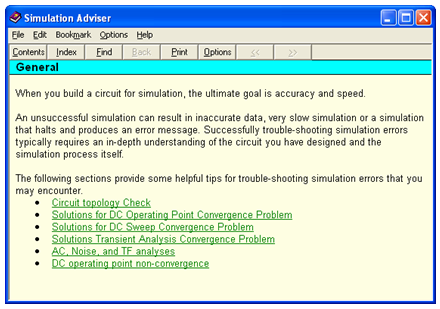 Simulation Adviser
File Edit Bookmark Options Help
Contents Index Find Back Print Options << >>
General
When you build a circuit for simulation, the ultimate goal is accuracy and speed.
An unsuccessful simulation can result in inaccurate data, very slow simulation or a simulation
that halts and produces an error message. Successfully trouble-shooting simulation errors
typically requires an in-depth understanding of the circuit you have designed and the
simulation process itself.
The following sections provide some helpful tips for trouble-shooting simulation errors that you
may encounter.
• Circuit topology Check
• Solutions for DC Operating Point Convergence Problem
• Solutions for DC Sweep Convergence Problem
• Solutions Transient Analysis Convergence Problem
• AC, Noise, and TF analyses
• DC operating point non-convergence